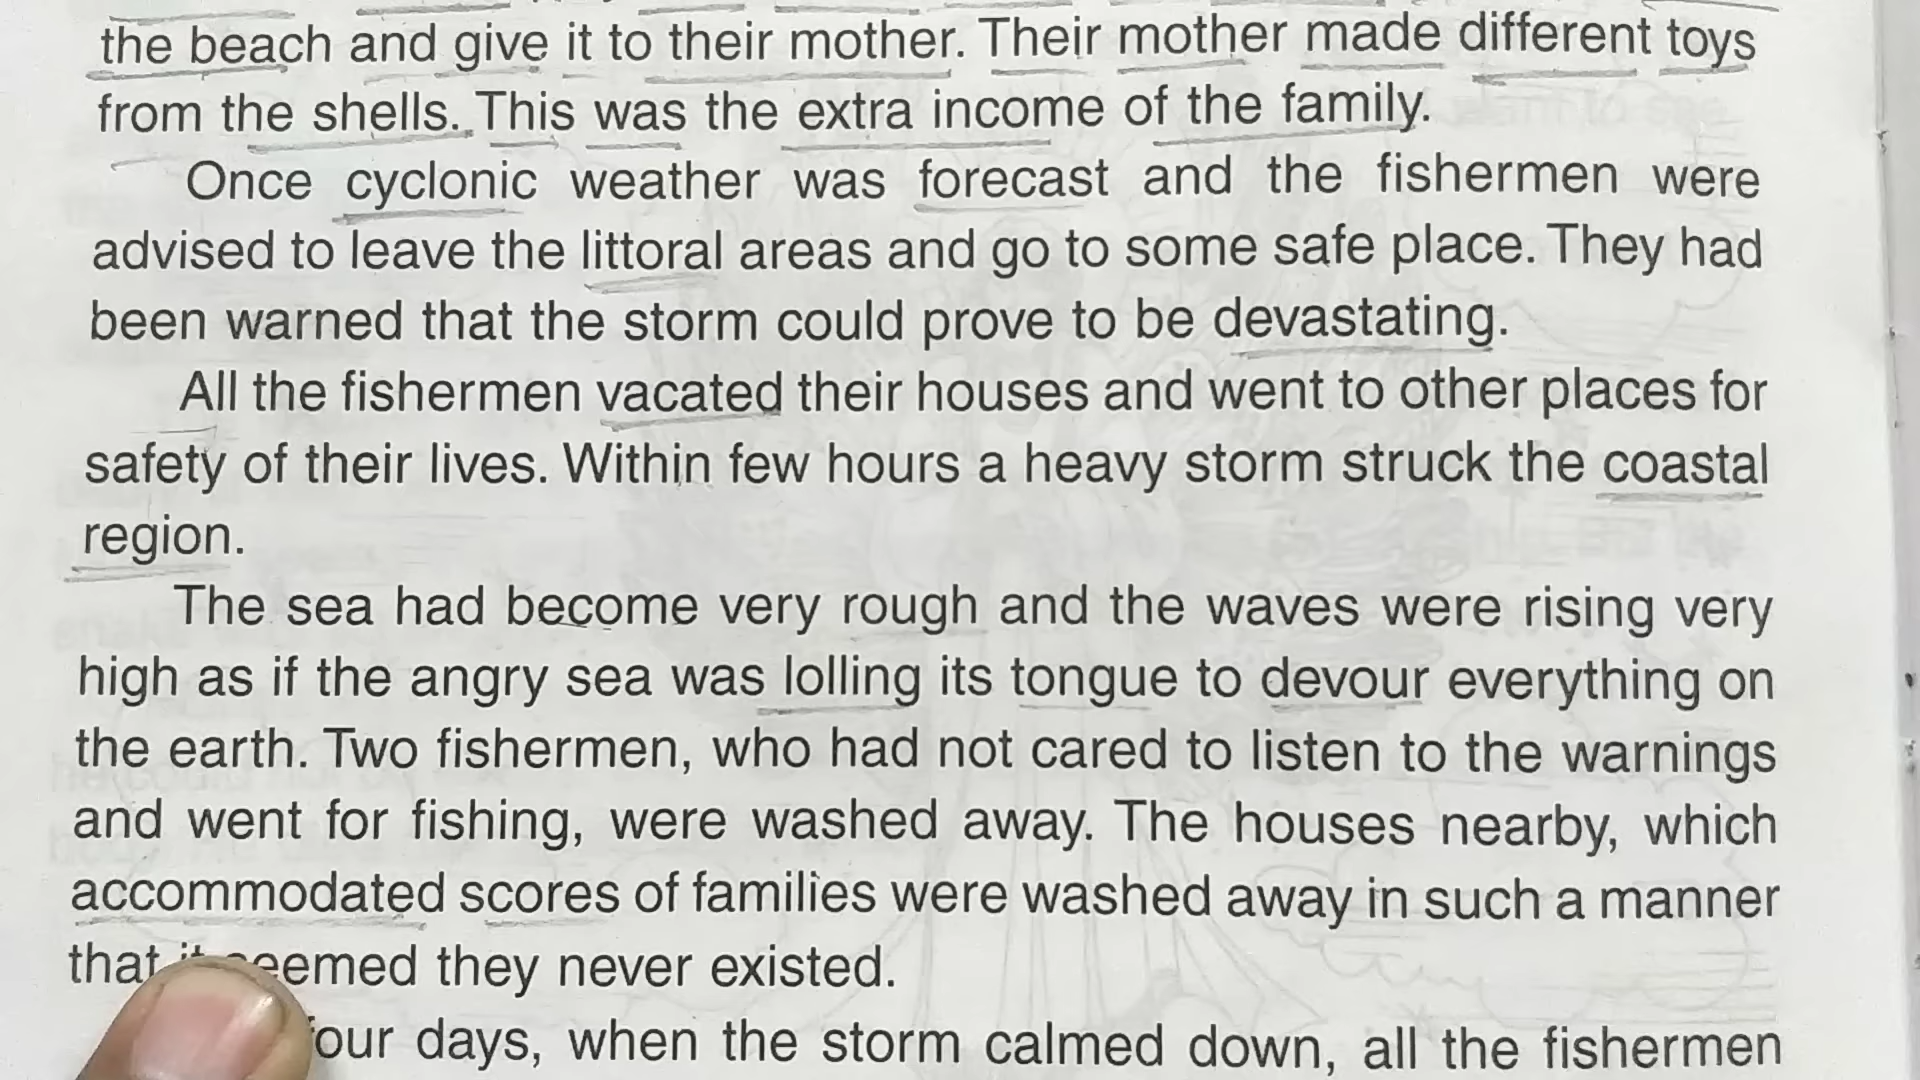 the beach and give it to their mother. Their mother made different toys
from the shells. This was the extra income of the family.
Once cyclonic weather was forecast and the fishermen were
advised to leave the littoral areas and go to some safe place. They had
been warned that the storm could prove to be devastating.
All the fishermen vacated their houses and went to other places for
safety of their lives. Within few hours a heavy storm struck the coastal
region.
The sea had become very rough and the waves were rising very
high as if the angry sea was lolling its tongue to devour everything on
the earth. Two fishermen, who had not cared to listen to the warnings
and went for fishing, were washed away. The houses nearby, which
accommodated scores of families were washed away in such a manner
that it seemed they never existed.
four days, when the storm calmed down, all the fishermen